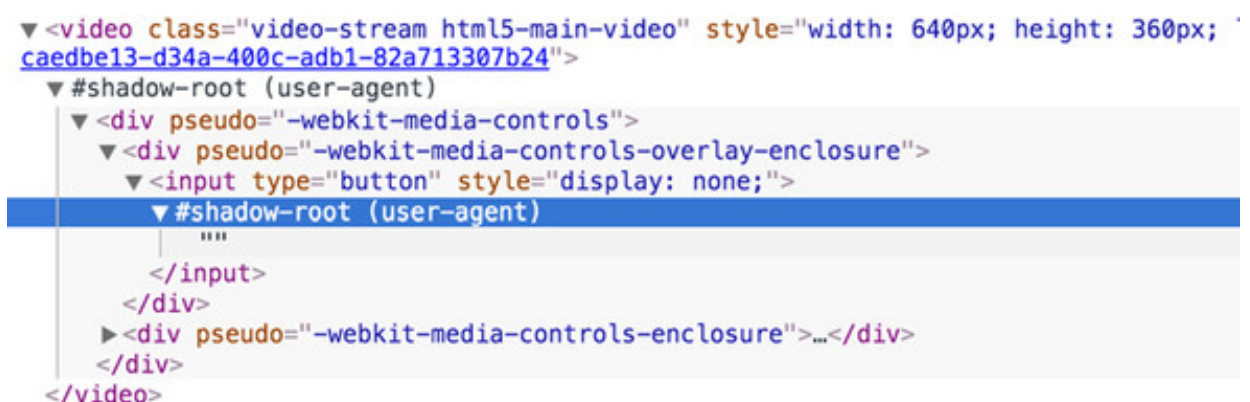 ▼<video class="video-stream html5-main-video" style="width: 640px; height: 360px;
caedbe13-d34a-400c-adb1-82a713307b24">
▼#shadow-root (user-agent)
▼<div pseudo="-webkit-media-controls">
▼<div pseudo="-webkit-media-controls-overlay-enclosure">
▼<input type="button" style="display: none;">
▼#shadow-root (user-agent)
""
</input>
</div>
▶<div pseudo="-webkit-media-controls-enclosure">…</div>
</div>
</video>